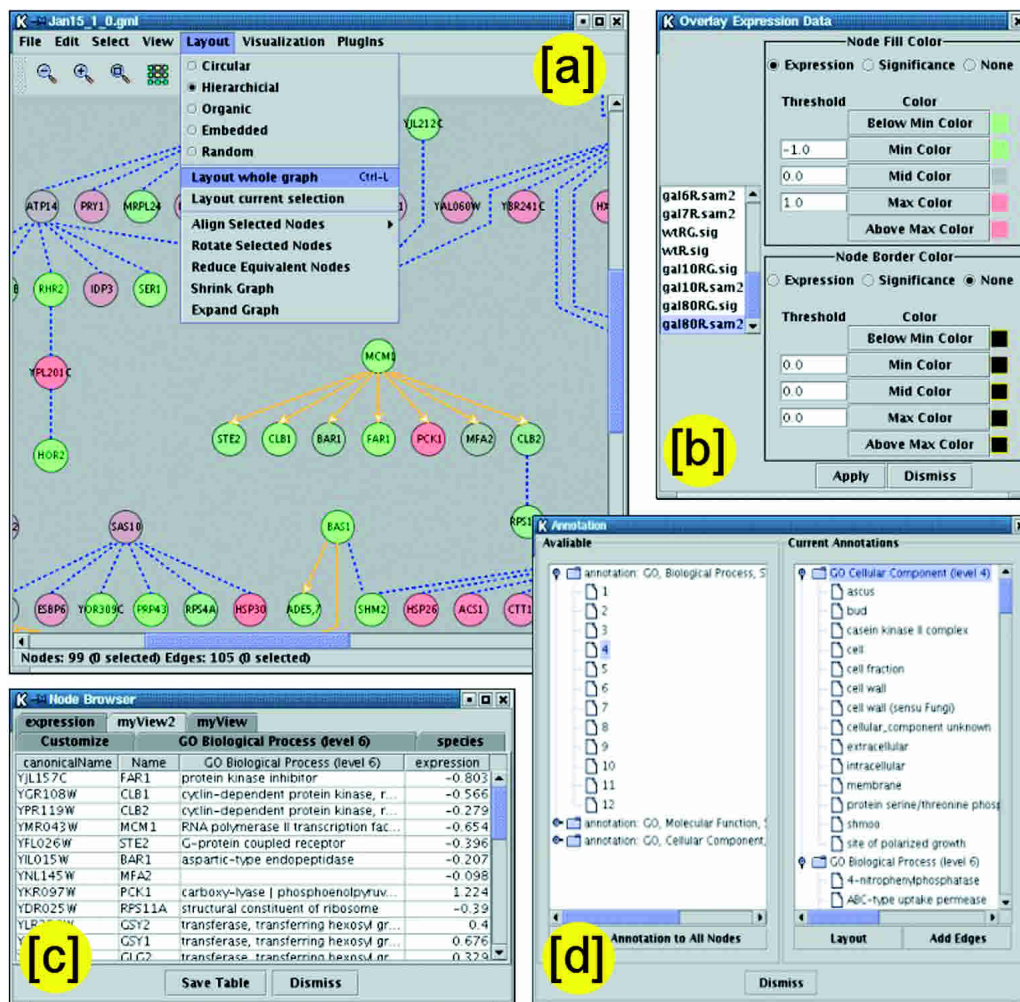 Jan15_1_0.gml
File Edit Select View Layout Visualization PlugIns
[a]
Circular
Hierarchicial
Organic
Embedded
Random
Layout whole graph Ctrl-L
Layout current selection
Align Selected Nodes
Rotate Selected Nodes
Reduce Equivalent Nodes
Shrink Graph
Expand Graph
YJL212C
ATP14 PRY1 MRPL24 YAL060W YBR241C
RHR2 IDP3 SER1
MCM1
YPL201C
STE2 CLB1 BAR1 FAR1 PCK1 MFA2 CLB2
HOR2
SAS10 BAS1
ESBP6 YOR309C PRP43 RPS4A HSP30 ADE5,7 SHM2 HSP26 ACS1 CTT1
Nodes: 99 (0 selected) Edges: 105 (0 selected)
Overlay Expression Data
Node Fill Color
Expression Significance None
Threshold Color
Below Min Color
-1.0 Min Color
0.0 Mid Color
1.0 Max Color
Above Max Color
gal6R.sam2
gal7R.sam2
wtRG.sig
wtR.sig
gal10RG.sig
gal10R.sam2
gal80RG.sig
gal80R.sam2
Node Border Color
Expression Significance None
Threshold Color
Below Min Color
0.0 Min Color
0.0 Mid Color
0.0 Max Color
Above Max Color
[b]
Apply Dismiss
Node Browser
expression myView2 myView
Customize GO Biological Process (level 6) species
canonicalName Name GO Biological Process (level 6) expression
YJL157C FAR1 protein kinase inhibitor -0.803
YGR108W CLB1 cyclin-dependent protein kinase, r... -0.566
YPR119W CLB2 cyclin-dependent protein kinase, r... -0.279
YMR043W MCM1 RNA polymerase II transcription fac... -0.654
YFL026W STE2 G-protein coupled receptor -0.396
YIL015W BAR1 aspartic-type endopeptidase -0.207
YNL145W MFA2 -0.098
YKR097W PCK1 carboxy-lyase | phosphoenolpyruv... 1.224
YDR025W RPS11A structural constituent of ribosome -0.39
GSY2 transferase, transferring hexosyl gr... 0.4
GSY1 transferase, transferring hexosyl gr... 0.676
GLG2 transferase, transferring hexosyl gr... 0.329
[c]
Save Table Dismiss
Annotation
Avaliable
annotation: GO, Biological Process, S
1
2
3
4
5
6
7
8
9
10
11
12
annotation: GO, Molecular Function, S
annotation: GO, Cellular Component,
Annotation to All Nodes
Current Annotations
GO Cellular Component (level 4)
ascus
bud
casein kinase II complex
cell
cell fraction
cell wall
cell wall (sensu Fungi)
cellular_component unknown
extracellular
intracellular
membrane
protein serine/threonine phosp
shmoo
site of polarized growth
GO Biological Process (level 6)
4-nitrophenylphosphatase
ABC-type uptake permease
Layout Add Edges
[d]
Dismiss